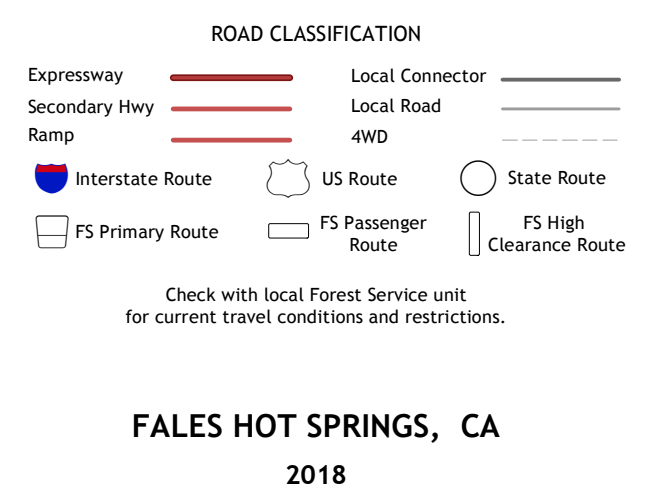 ROAD CLASSIFICATION
Expressway
Local Connector
Secondary Hwy
Local Road
Ramp
4WD
Interstate Route
US Route
State Route
FS Primary Route
FS Passenger
Route
FS High
Clearance Route
Check with local Forest Service unit
for current travel conditions and restrictions.
FALES HOT SPRINGS, CA
2018